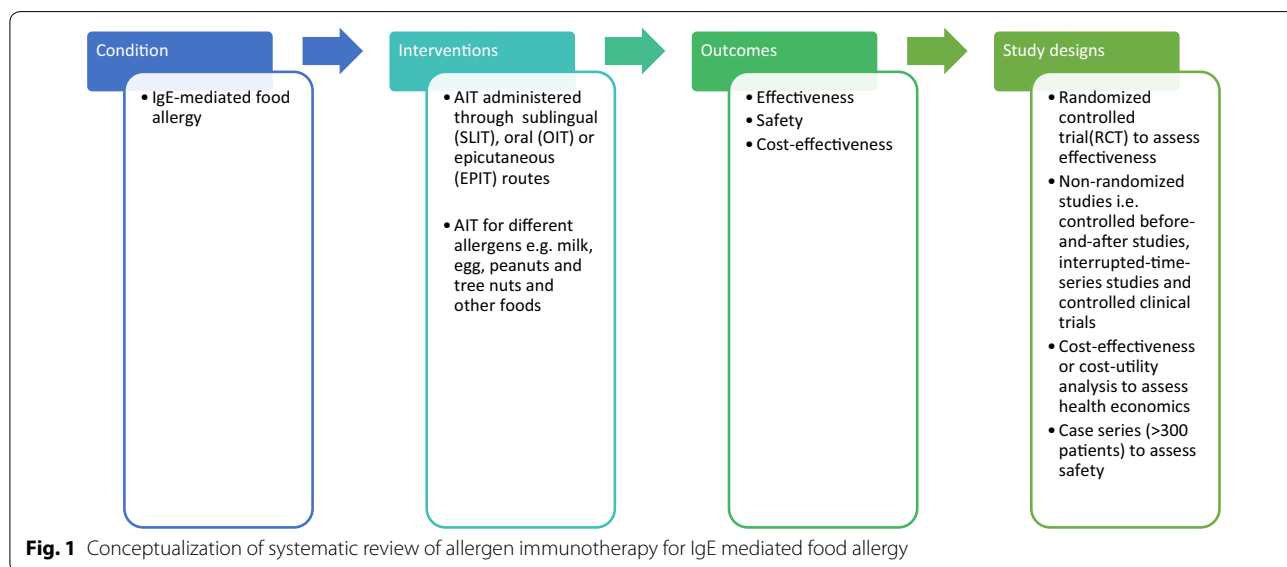 Condition
• IgE-mediated food
allergy
Interventions
• AIT administered
through sublingual
(SLIT), oral (OIT) or
epicutaneous
(EPIT) routes
• AIT for different
allergens e.g. milk,
egg, peanuts and
tree nuts and
other foods
Outcomes
• Effectiveness
• Safety
• Cost-effectiveness
Study designs
• Randomized
controlled
trial(RCT) to assess
effectiveness
• Non-randomized
studies i.e.
controlled before-
and-after studies,
interrupted-time-
series studies and
controlled clinical
trials
• Cost-effectiveness
or cost-utility
analysis to assess
health economics
• Case series (>300
patients) to assess
safety
Fig. 1 Conceptualization of systematic review of allergen immunotherapy for IgE mediated food allergy